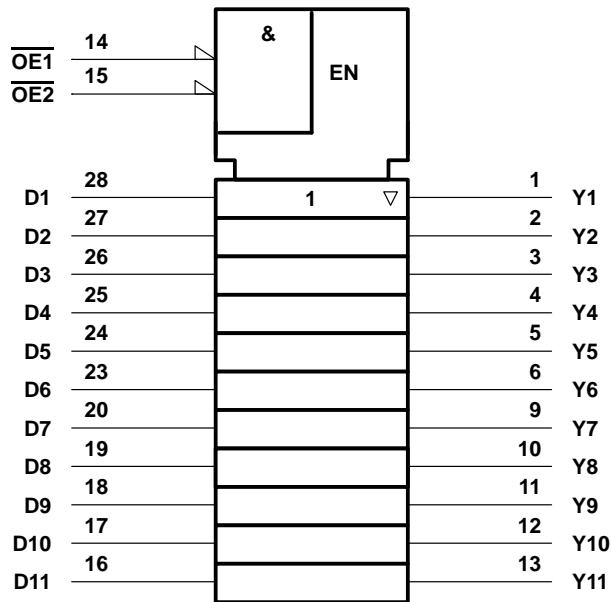 &
14
OE1
EN
15
OE2
28 1
D1 1 ▽ Y1
27 2
D2 Y2
26 3
D3 Y3
25 4
D4 Y4
24 5
D5 Y5
23 6
D6 Y6
20 9
D7 Y7
19 10
D8 Y8
18 11
D9 Y9
17 12
D10 Y10
16 13
D11 Y11